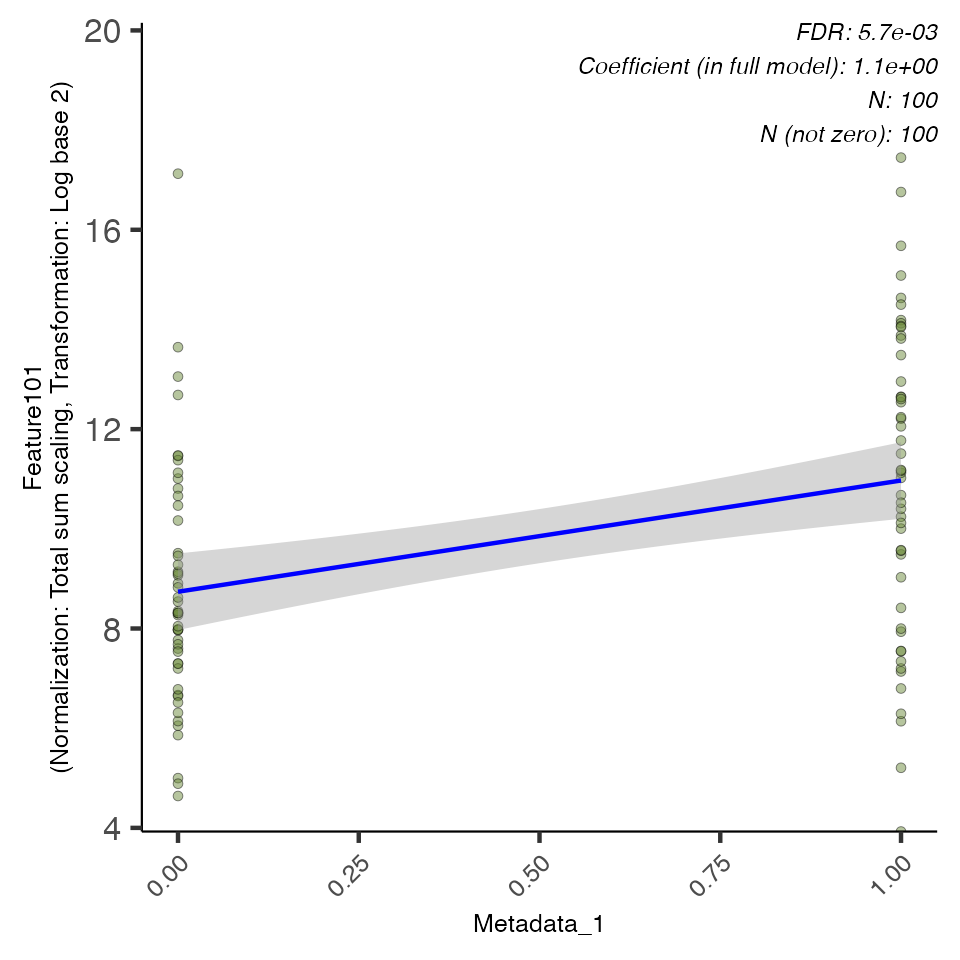 FDR: 5.7e-03
Coefficient (in full model): 1.1e+00
N: 100
N (not zero): 100
Feature101
(Normalization: Total sum scaling, Transformation: Log base 2)
20
16
12
8
4
0.00
0.25
0.50
0.75
1.00
Metadata_1